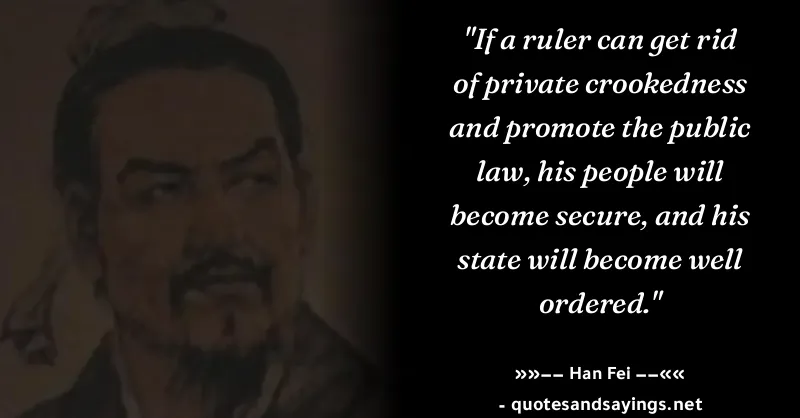 "If a ruler can get rid
of private crookedness
and promote the public
law, his people will
become secure, and his
state will become well
ordered."
»»–– Han Fei ––««
- quotesandsayings.net